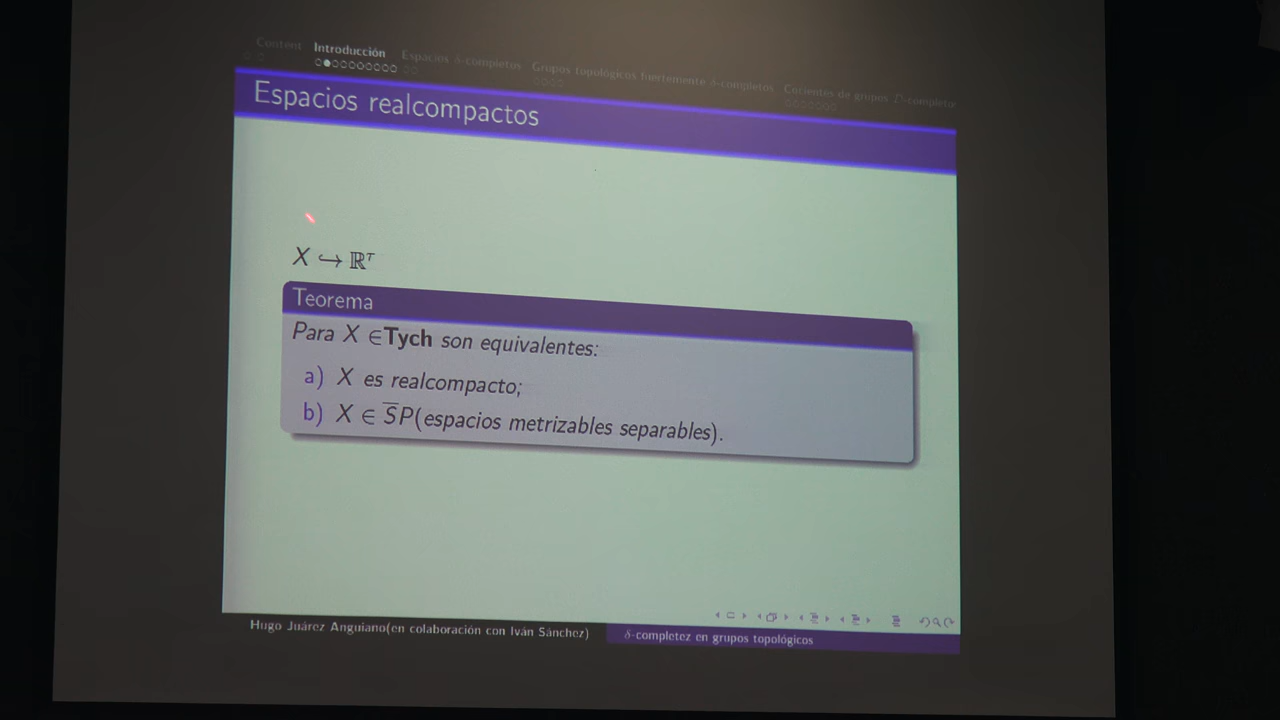 Content Introducción Espacios δ-completos Grupos topológicos fuertemente δ-completos Cocientes de grupos D-completo
Espacios realcompactos
X ↪ ℝ^τ
Teorema
Para X ∈Tych son equivalentes:
a) X es realcompacto;
b) X ∈ S̅P(espacios metrizables separables).
Hugo Juárez Anguiano(en colaboración con Iván Sánchez) δ-completez en grupos topológicos